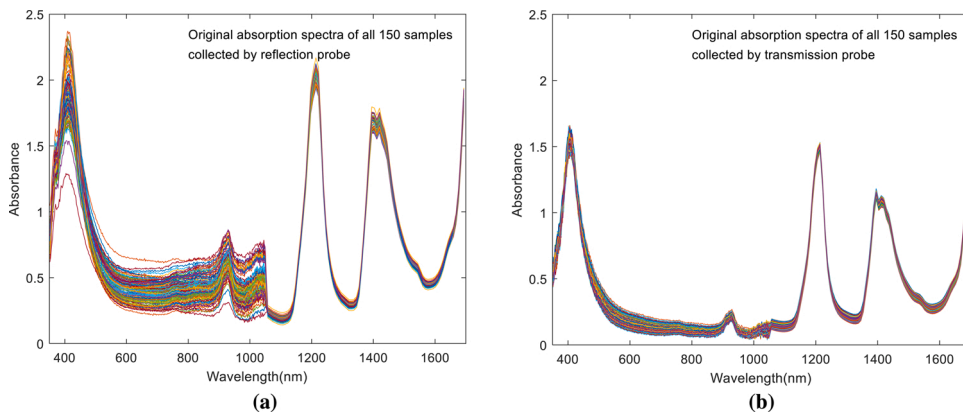 2.5
2
1.5
1
0.5
0
Absorbance
Original absorption spectra of all 150 samples
collected by reflection probe
400 600 800 1000 1200 1400 1600
Wavelength(nm)
(a)
2.5
2
1.5
1
0.5
0
Absorbance
Original absorption spectra of all 150 samples
collected by transmission probe
400 600 800 1000 1200 1400 1600
Wavelength(nm)
(b)